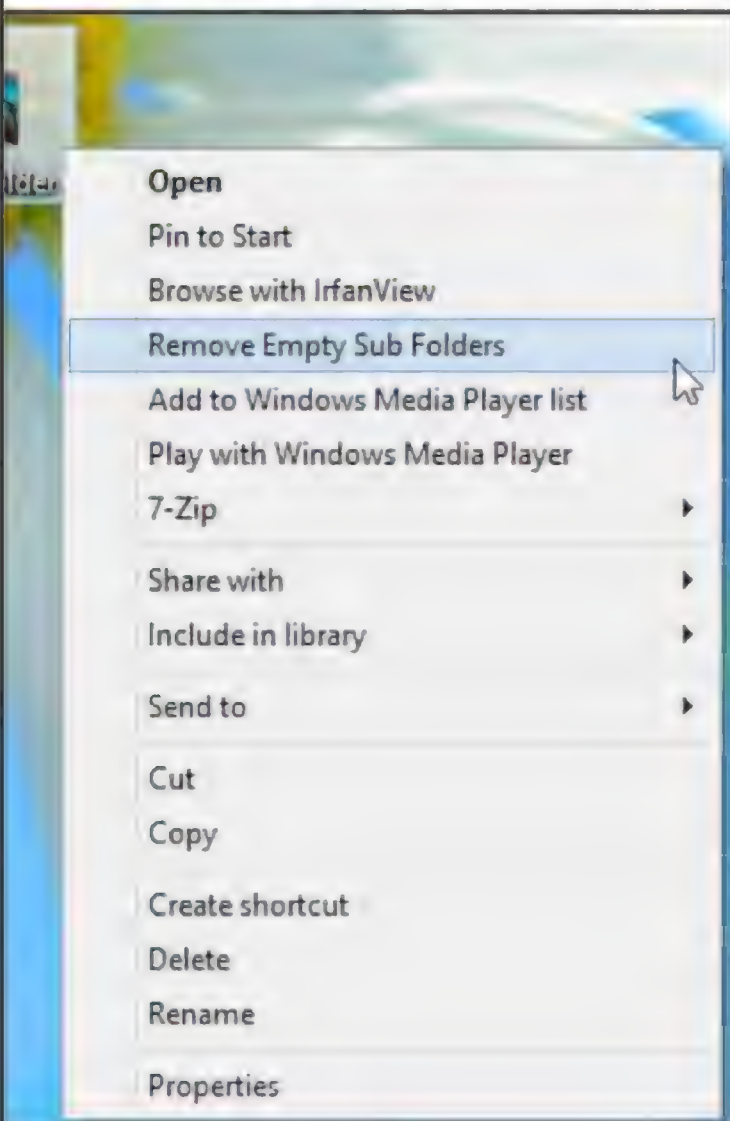 Open
Pin to Start
Browse with IrfanView
Remove Empty Sub Folders
Add to Windows Media Player list
Play with Windows Media Player
7-Zip
Share with
Include in library
Send to
Cut
Copy
Create shortcut
Delete
Rename
Properties